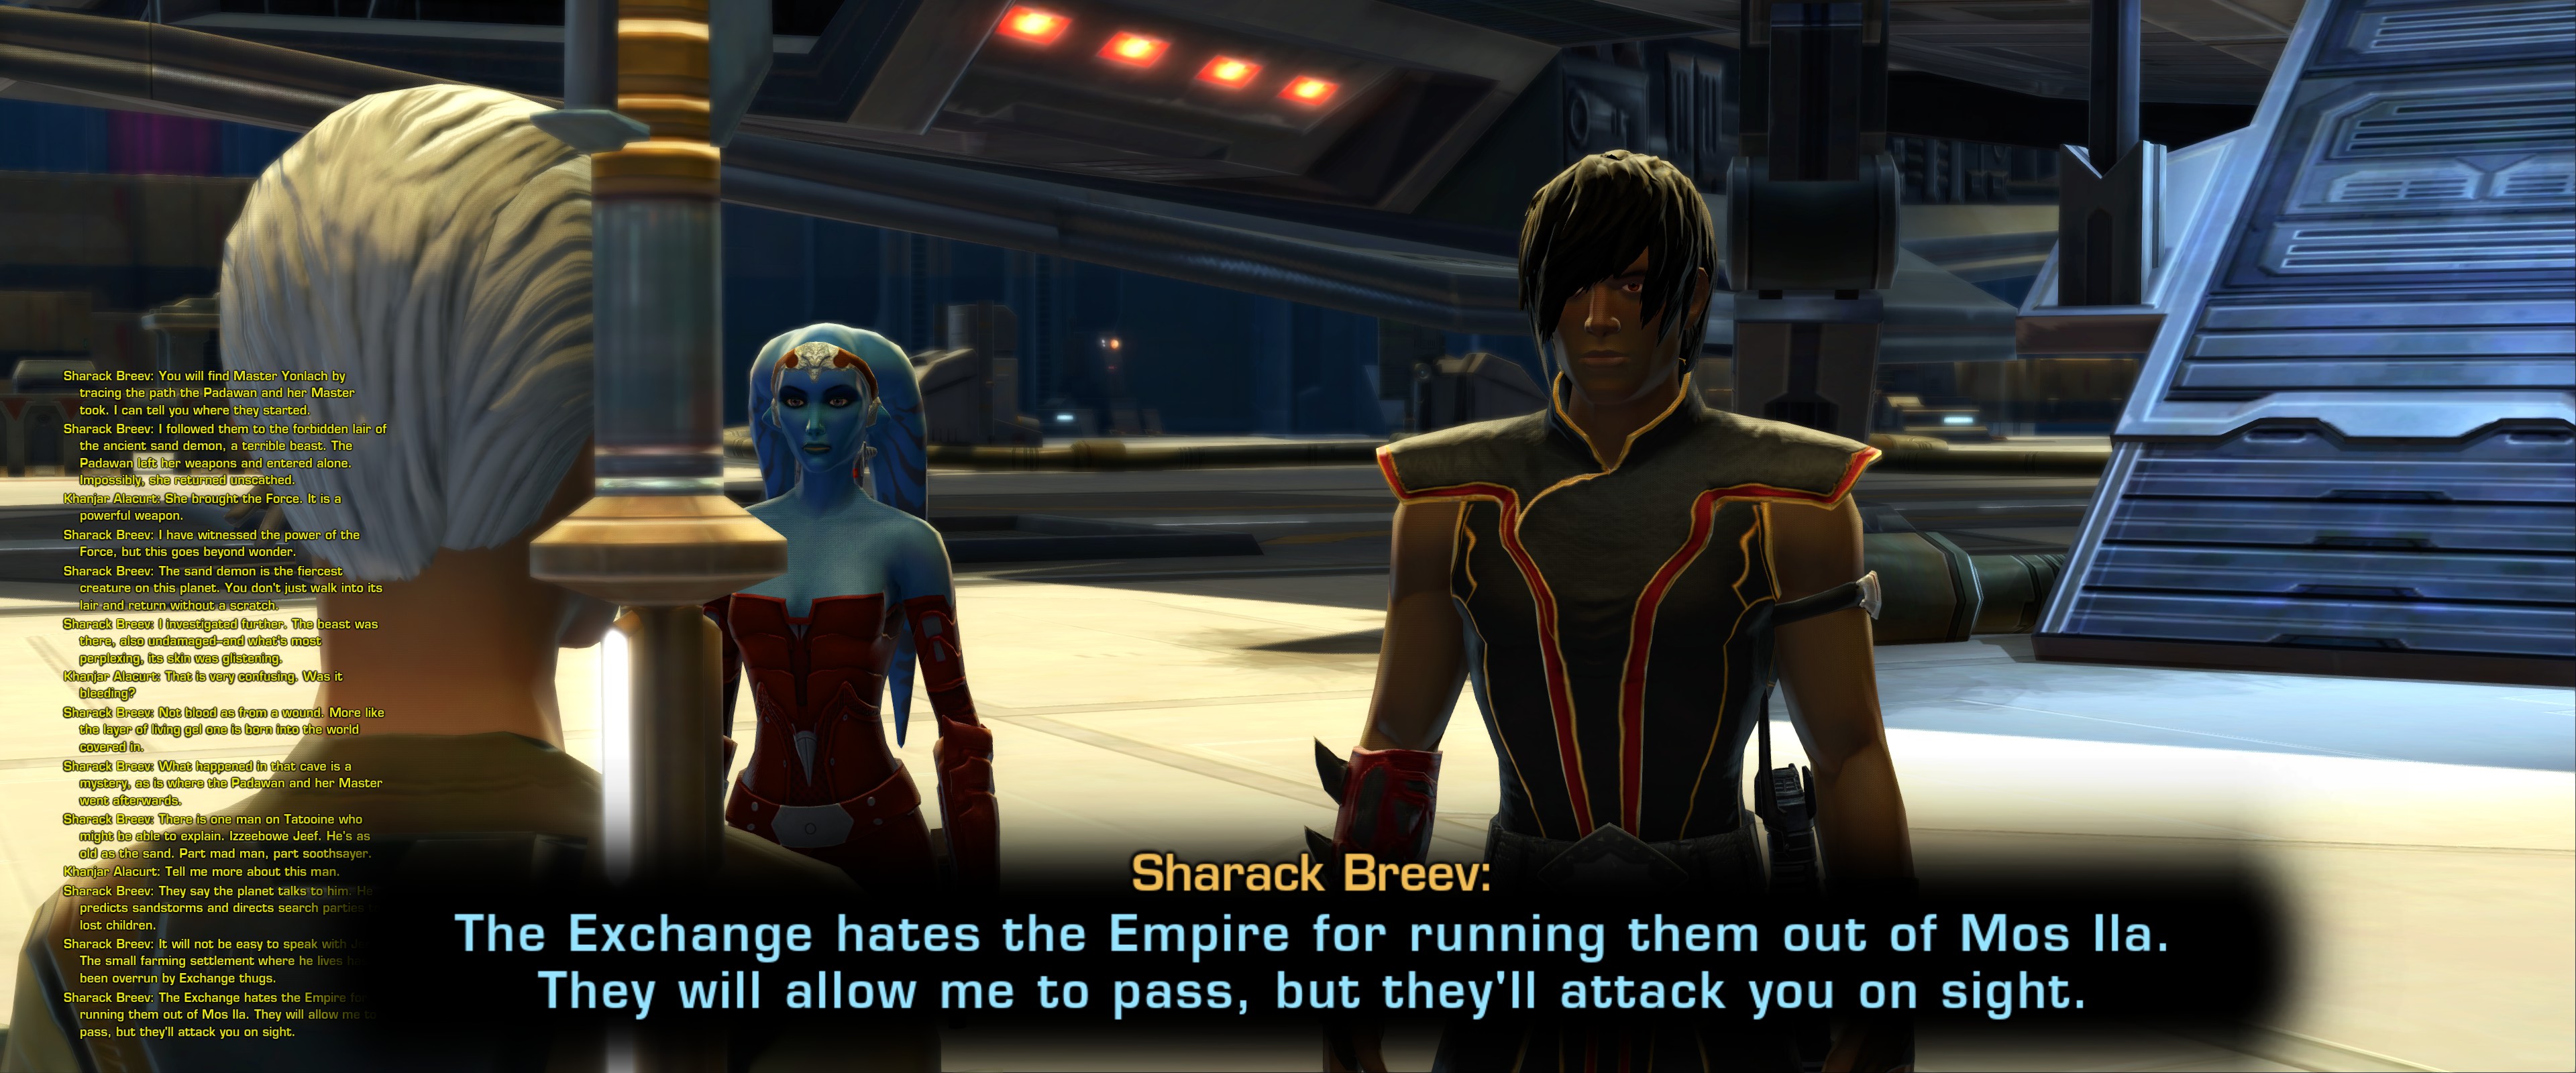 Sharack Breev: You will find Master Yonlach by
tracing the path the Padawan and her Master
took. I can tell you where they started.
Sharack Breev: I followed them to the forbidden lair of
the ancient sand demon, a terrible beast. The
Padawan left her weapons and entered alone.
Impossibly, she returned unscathed.
Khanjar Alacurt: She brought the Force. It is a
powerful weapon.
Sharack Breev: I have witnessed the power of the
Force, but this goes beyond wonder.
Sharack Breev: The sand demon is the fiercest
creature on this planet. You don't just walk into its
lair and return without a scratch.
Sharack Breev: I investigated further. The beast was
there, also undamaged-and what's most
perplexing, its skin was glistening.
Khanjar Alacurt: That is very confusing. Was it
bleeding?
Sharack Breev: Not blood as from a wound. More like
the layer of living gel one is born into the world
covered in.
Sharack Breev: What happened in that cave is a
mystery, as is where the Padawan and her Master
went afterwards.
Sharack Breev: There is one man on Tatooine who
might be able to explain. Izzeebowe Jeef. He's as
old as the sand. Part mad man, part soothsayer.
Khanjar Alacurt: Tell me more about this man.
Sharack Breev: They say the planet talks to him. He
predicts sandstorms and directs search parties
lost children.
Sharack Breev: It will not be easy to speak with
The small farming settlement where he lives
been overrun by Exchange thugs.
Sharack Breev: The Exchange hates the Empire for
running them out of Mos Ila. They will allow me to
pass, but they'll attack you on sight.
Sharack Breev:
The Exchange hates the Empire for running them out of Mos Ila.
They will allow me to pass, but they'll attack you on sight.